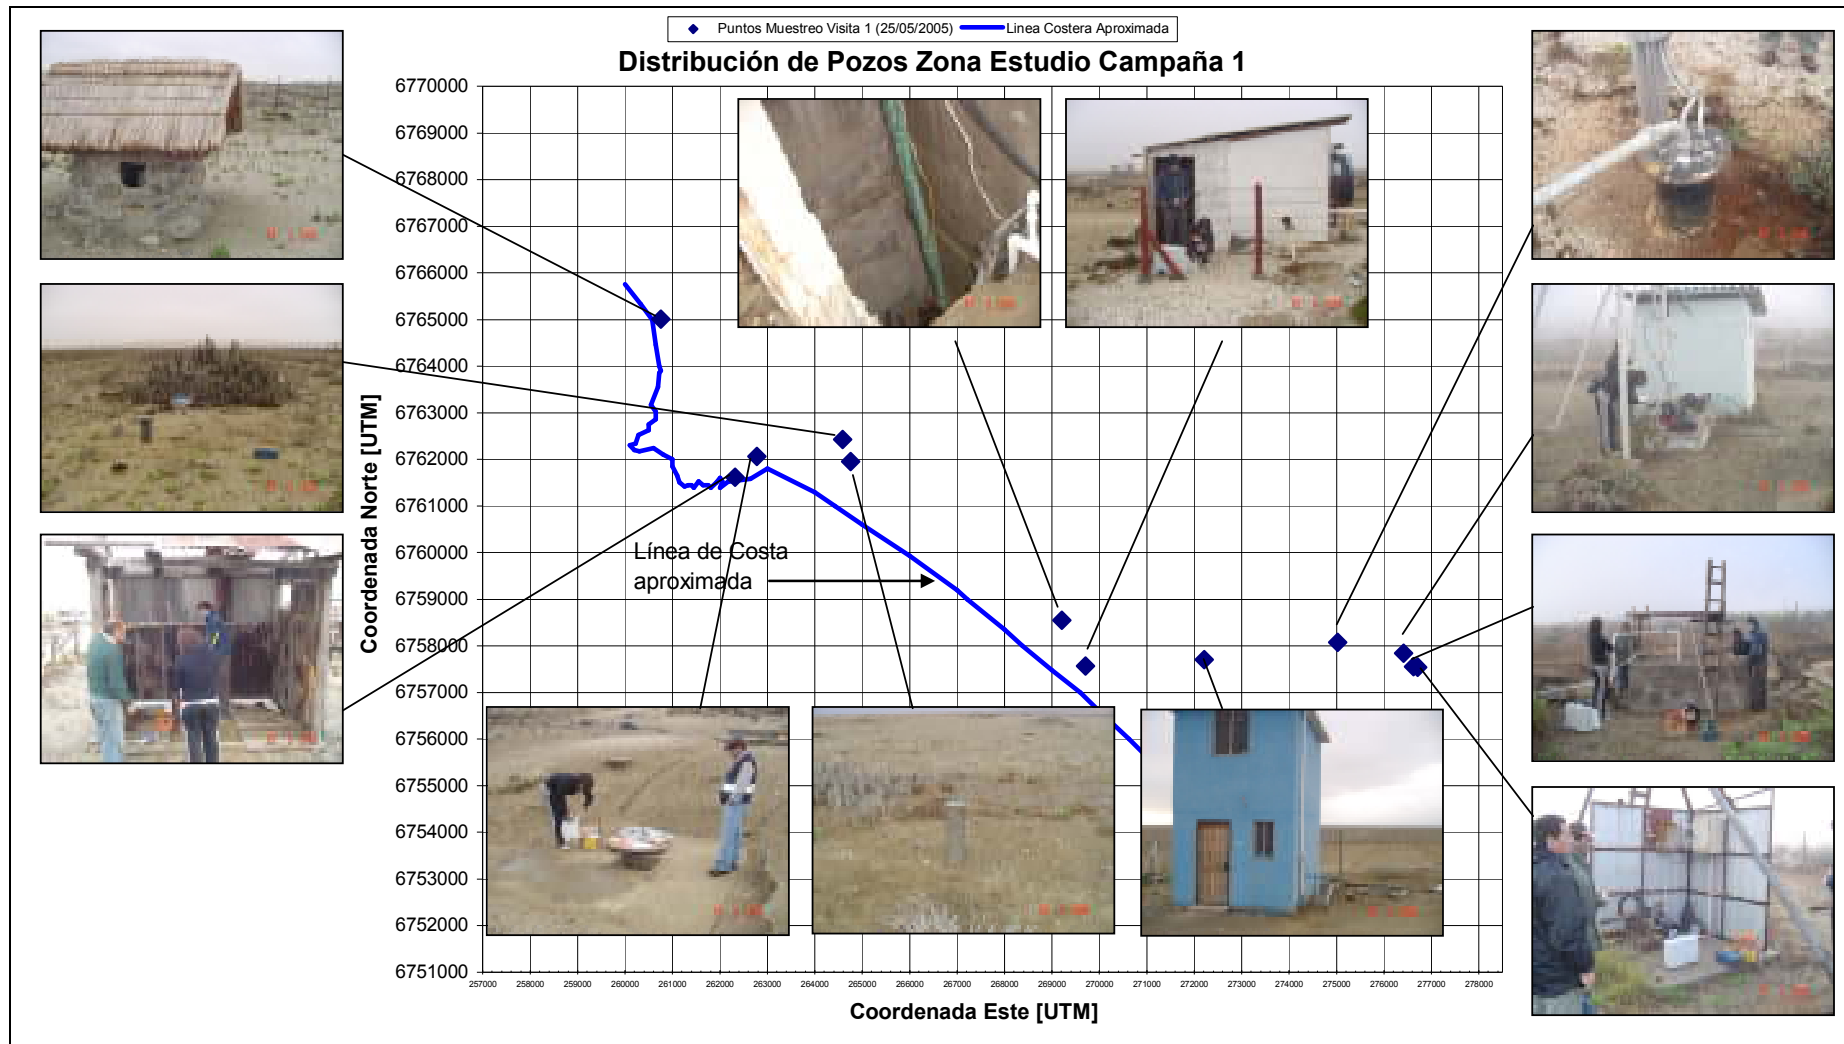 Puntos Muestreo Visita 1 (25/05/2005) Linea Costera Aproximada
Distribución de Pozos Zona Estudio Campaña 1
6770000
6769000
6768000
6767000
6766000
6765000
6764000
6763000
6762000
6761000
6760000
6759000
6758000
6757000
6756000
6755000
6754000
6753000
6752000
6751000
Coordenada Norte [UTM]
Línea de Costa
aproximada
257000 258000 259000 260000 261000 262000 263000 264000 265000 266000 267000 268000 269000 270000 271000 272000 273000 274000 275000 276000 277000 278000
Coordenada Este [UTM]